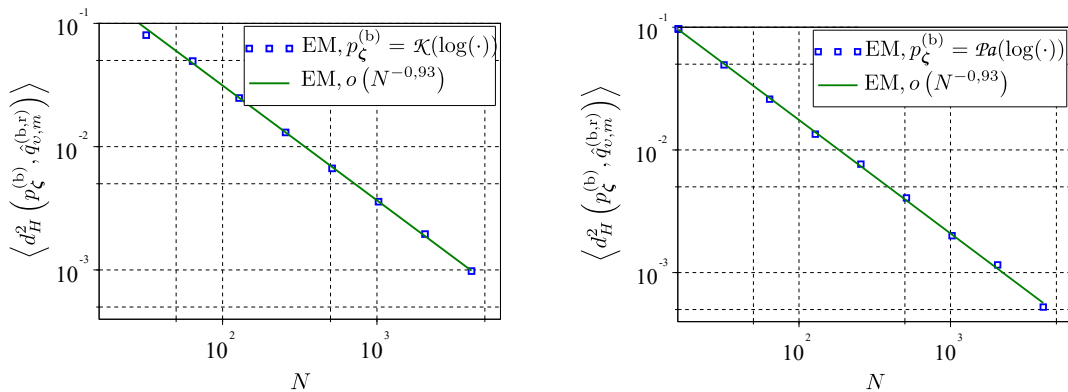 10^{-1}
EM, p_ζ^{(b)} = 𝒦(log(·))
EM, o (N^{-0,93})
10^{-2}
10^{-3}
10^2
10^3
N
⟨d_H^2 (p_ζ^{(b)}, q̂_{υ,m}^{(b,r)})⟩
10^{-1}
EM, p_ζ^{(b)} = 𝒫𝒶(log(·))
EM, o (N^{-0,93})
10^{-2}
10^{-3}
10^2
10^3
N
⟨d_H^2 (p_ζ^{(b)}, q̂_{υ,m}^{(b,r)})⟩